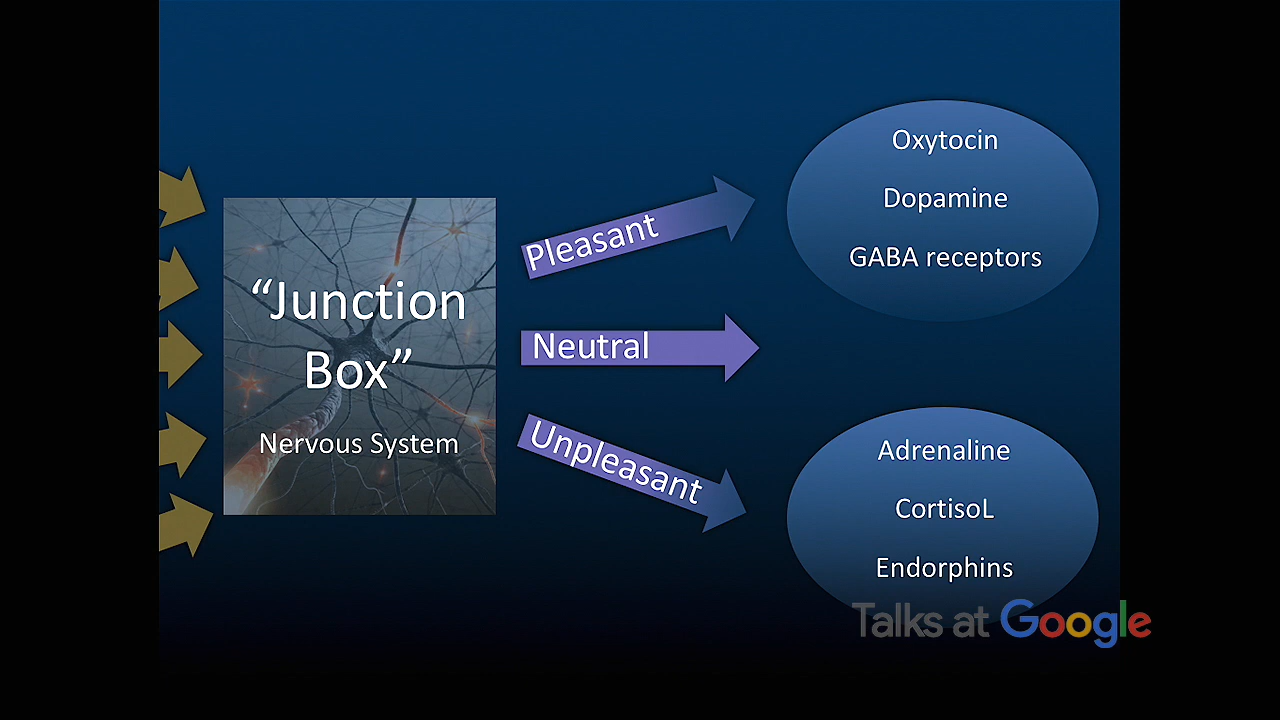 “Junction
Box”
Nervous System
Pleasant
Neutral
Unpleasant
Oxytocin
Dopamine
GABA receptors
Adrenaline
CortisoL
Endorphins
Talks at Google